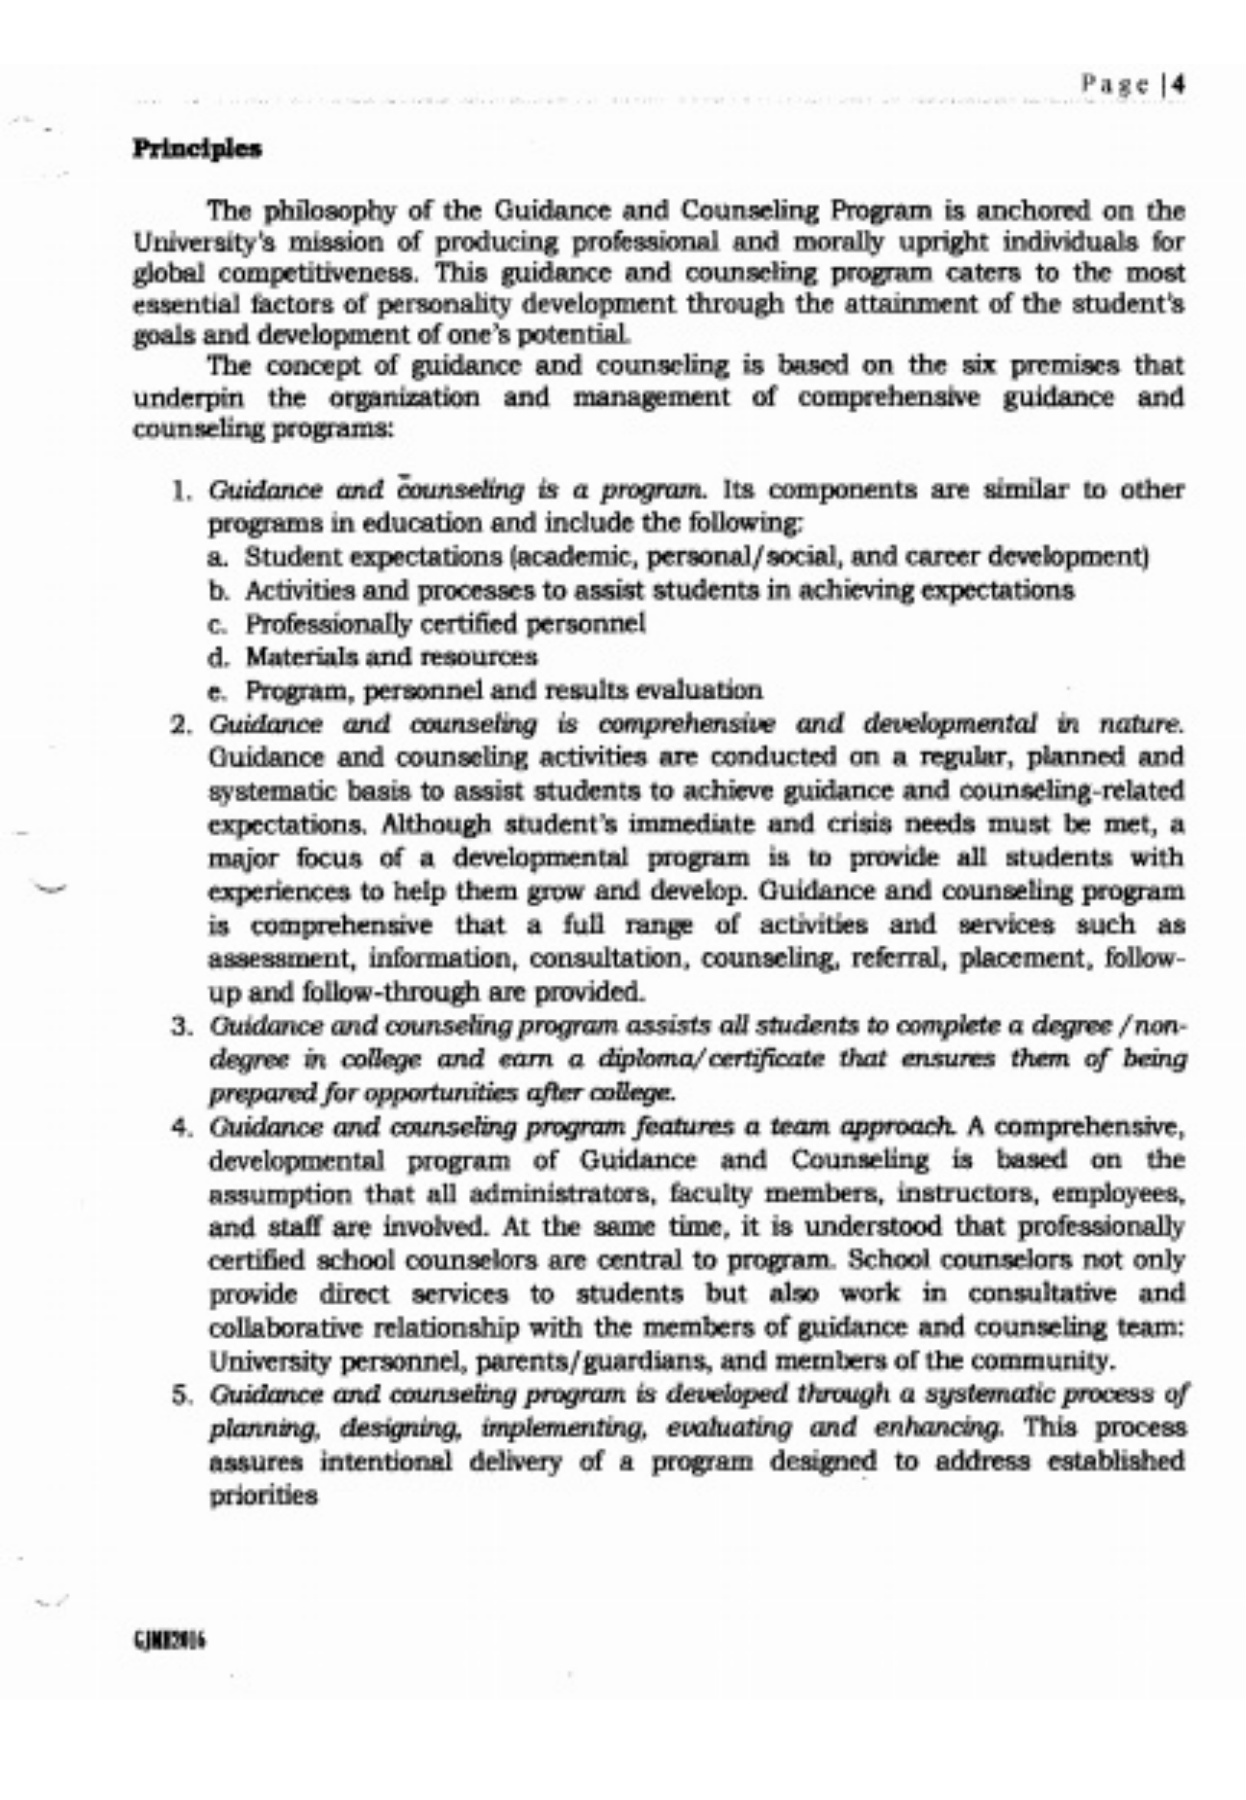 Page |4
Principles
The philosophy of the Guidance and Counseling Program is anchored on the
University's mission of producing professional and morally upright individuals for
global competitiveness. This guidance and counseling program caters to the most
essential factors of personality development through the attainment of the student's
goals and development of one's potential.
The concept of guidance and counseling is based on the six premises that
underpin the organization and management of comprehensive guidance and
counseling programs:
1. Guidance and counseling is a program. Its components are similar to other
programs in education and include the following:
a. Student expectations (academic, personal/social, and career development)
b. Activities and processes to assist students in achieving expectations
c. Professionally certified personnel
d. Materials and resources
e. Program, personnel and results evaluation
2. Guidance and counseling is comprehensive and developmental in nature.
Guidance and counseling activities are conducted on a regular, planned and
systematic basis to assist students to achieve guidance and counseling-related
expectations. Although student's immediate and crisis needs must be met, a
major focus of a developmental program is to provide all students with
experiences to help them grow and develop. Guidance and counseling program
is comprehensive that a full range of activities and services such as
assessment, information, consultation, counseling, referral, placement, follow-
up and follow-through are provided.
3. Guidance and counseling program assists all students to complete a degree /non-
degree in college and earn a diploma/certificate that ensures them of being
prepared for opportunities after college.
4. Guidance and counseling program features a team approach. A comprehensive,
developmental program of Guidance and Counseling is based on the
assumption that all administrators, faculty members, instructors, employees,
and staff are involved. At the same time, it is understood that professionally
certified school counselors are central to program. School counselors not only
provide direct services to students but also work in consultative and
collaborative relationship with the members of guidance and counseling team:
University personnel, parents/guardians, and members of the community.
5. Guidance and counseling program is developed through a systematic process of
planning, designing, implementing, evaluating and enhancing. This process
assures intentional delivery of a program designed to address established
priorities